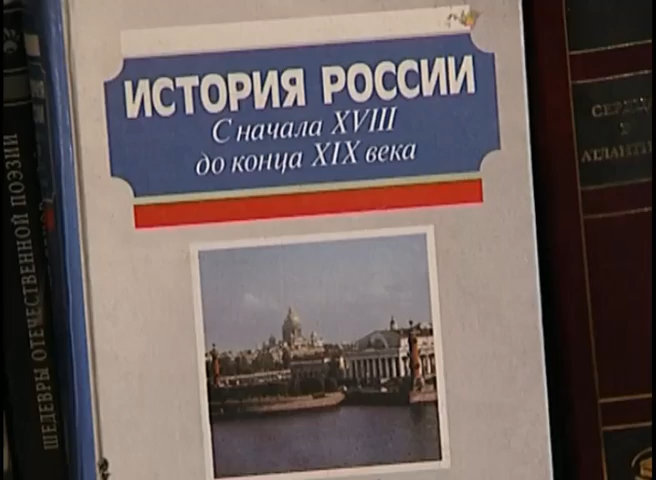 ШЕДЕВРЫ ОТЕЧЕСТВЕННОЙ ПОЭЗИИ
ИСТОРИЯ РОССИИ
С начала XVIII
до конца XIX века